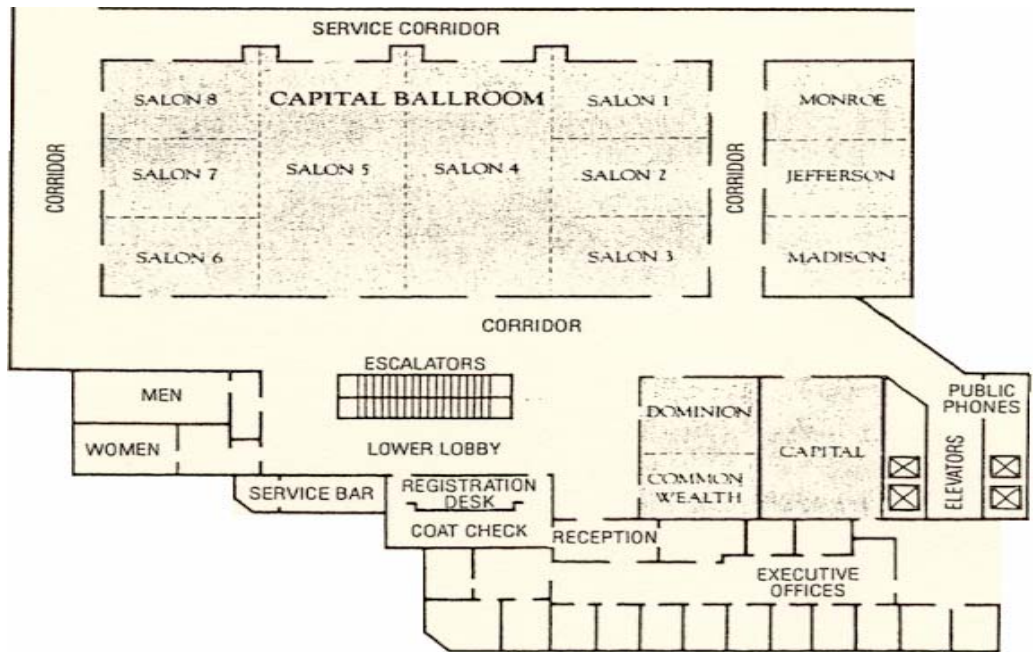 SERVICE CORRIDOR
SALON 8
CAPITAL BALLROOM
SALON 1
MONROE
CORRIDOR
SALON 7
SALON 5
SALON 4
SALON 2
CORRIDOR
JEFFERSON
SALON 6
SALON 3
MADISON
CORRIDOR
ESCALATORS
MEN
DOMINION
PUBLIC
PHONES
WOMEN
LOWER LOBBY
CAPITAL
ELEVATORS
COMMON
WEALTH
SERVICE BAR
REGISTRATION
DESK
COAT CHECK
RECEPTION
EXECUTIVE
OFFICES